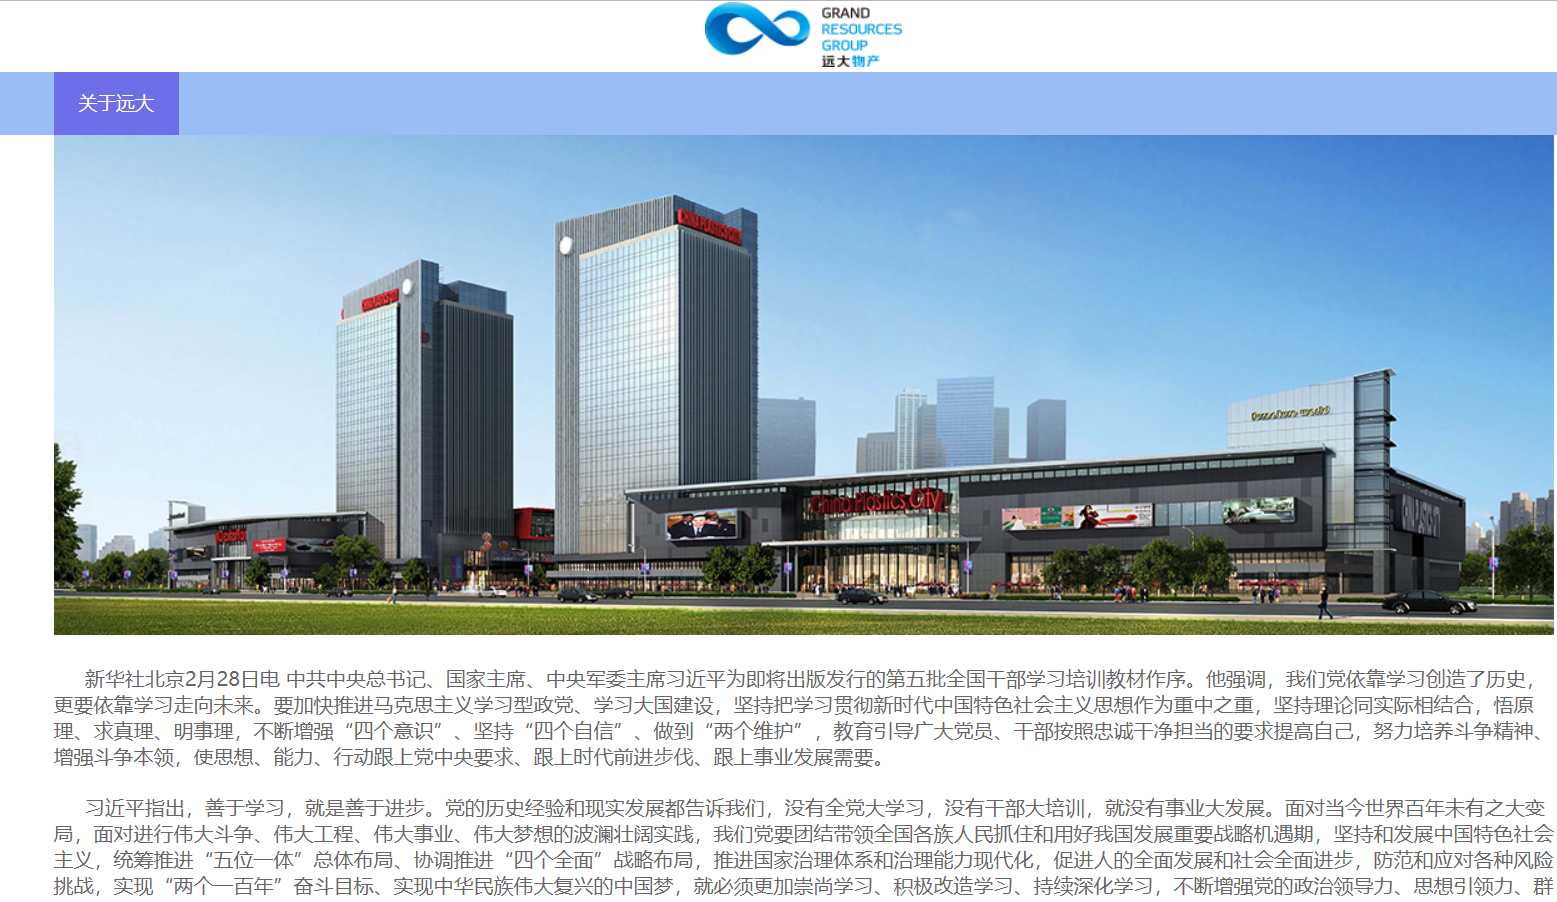 GRAND
RESOURCES
GROUP
远大物产
关于远大
CHINA PLASTICS CITY
CHINA PLASTICS CITY
China Plastics City
CHINA PLASTICS CITY
新华社北京2月28日电 中共中央总书记、国家主席、中央军委主席习近平为即将出版发行的第五批全国干部学习培训教材作序。他强调，我们党依靠学习创造了历史，
更要依靠学习走向未来。要加快推进马克思主义学习型政党、学习大国建设，坚持把学习贯彻新时代中国特色社会主义思想作为重中之重，坚持理论同实际相结合，悟原
理、求真理、明事理，不断增强“四个意识”、坚持“四个自信”、做到“两个维护”，教育引导广大党员、干部按照忠诚干净担当的要求提高自己，努力培养斗争精神、
增强斗争本领，使思想、能力、行动跟上党中央要求、跟上时代前进步伐、跟上事业发展需要。
习近平指出，善于学习，就是善于进步。党的历史经验和现实发展都告诉我们，没有全党大学习，没有干部大培训，就没有事业大发展。面对当今世界百年未有之大变
局，面对进行伟大斗争、伟大工程、伟大事业、伟大梦想的波澜壮阔实践，我们党要团结带领全国各族人民抓住和用好我国发展重要战略机遇期，坚持和发展中国特色社会
主义，统筹推进“五位一体”总体布局、协调推进“四个全面”战略布局，推进国家治理体系和治理能力现代化，促进人的全面发展和社会全面进步，防范和应对各种风险
挑战，实现“两个一百年”奋斗目标、实现中华民族伟大复兴的中国梦，就必须更加崇尚学习、积极改造学习、持续深化学习，不断增强党的政治领导力、思想引领力、群